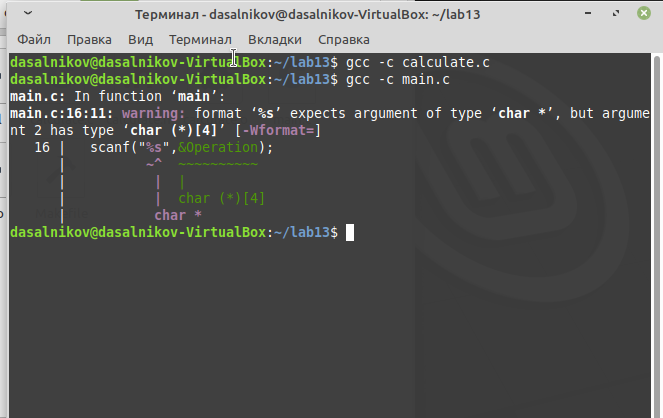 Терминал - dasalnikov@dasalnikov-VirtualBox: ~/lab13
Файл Правка Вид Терминал Вкладки Справка
dasalnikov@dasalnikov-VirtualBox:~/lab13$ gcc -c calculate.c
dasalnikov@dasalnikov-VirtualBox:~/lab13$ gcc -c main.c
main.c: In function ‘main’:
main.c:16:11: warning: format ‘%s’ expects argument of type ‘char *’, but argume
nt 2 has type ‘char (*)[4]’ [-Wformat=]
   16 |   scanf("%s",&Operation);
      |          ~^  ~~~~~~~~~~
      |           |  |
      |           |  char (*)[4]
      |           char *
dasalnikov@dasalnikov-VirtualBox:~/lab13$